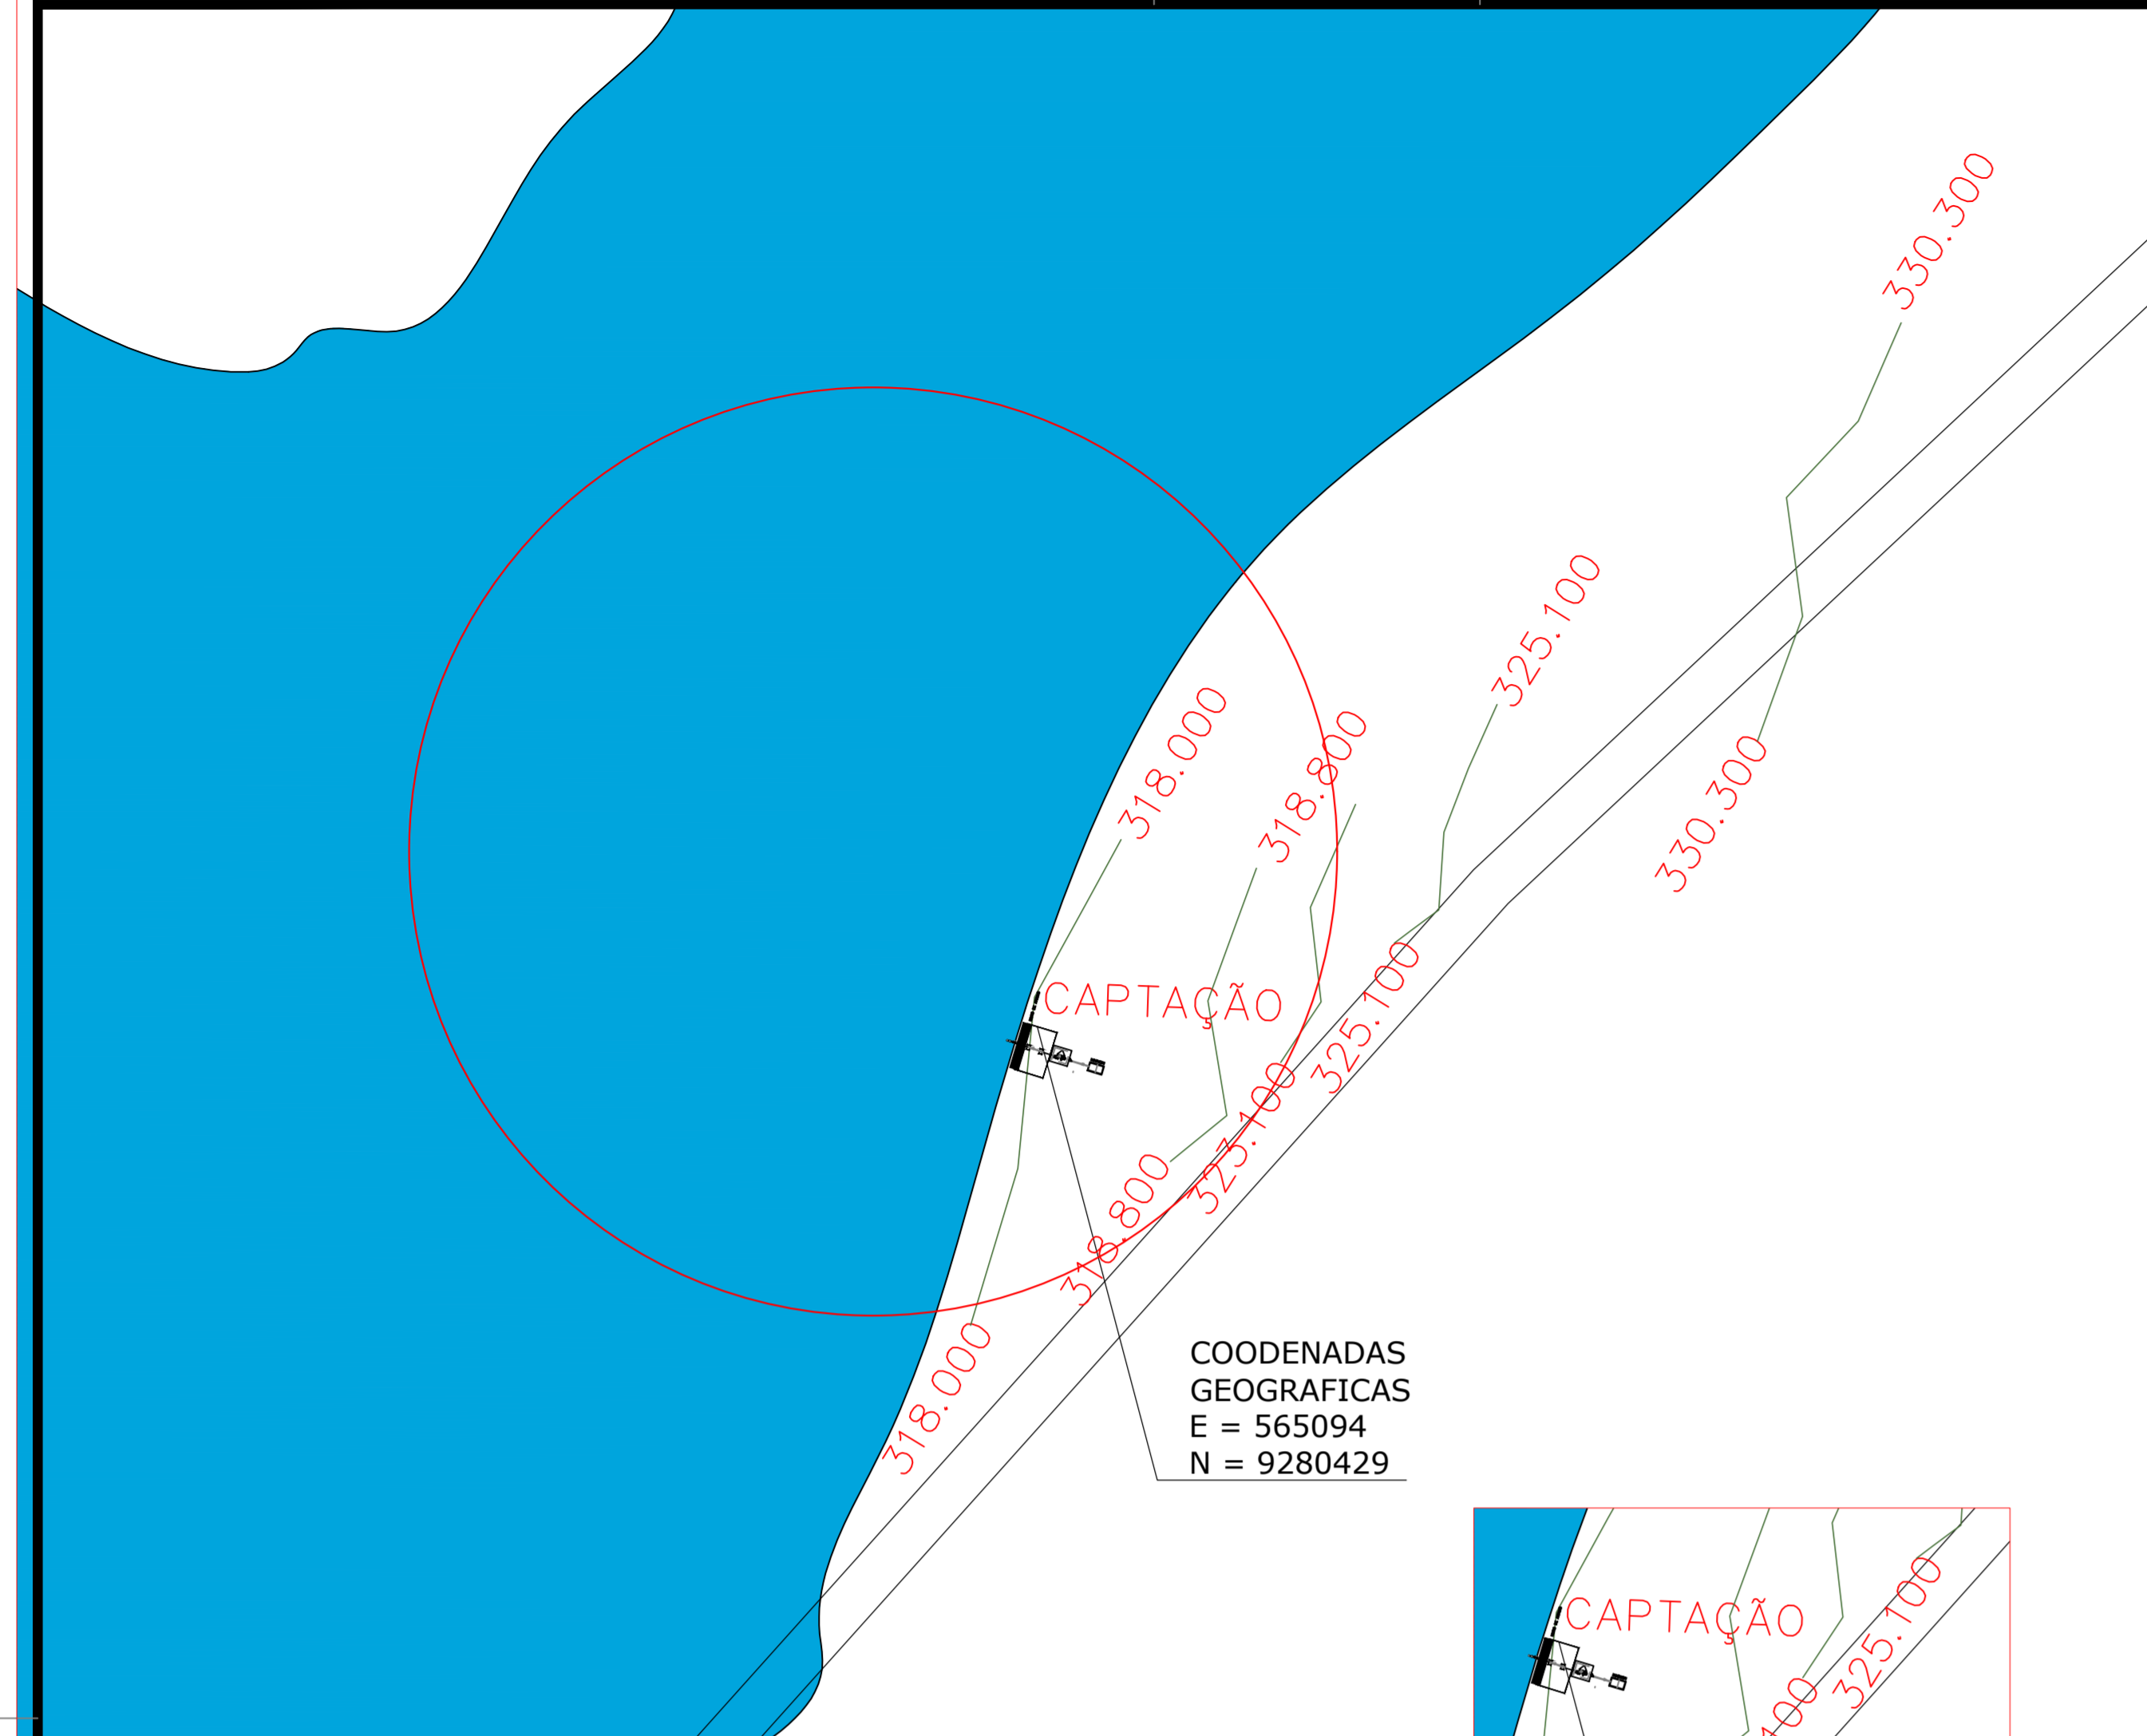 330.300
325.100
318.000
318.800
330.300
CAPTAÇÃO
325.100
323.100
318.800
318.000
COODENADAS
GEOGRAFICAS
E = 565094
N = 9280429
CAPTAÇÃO
325.100